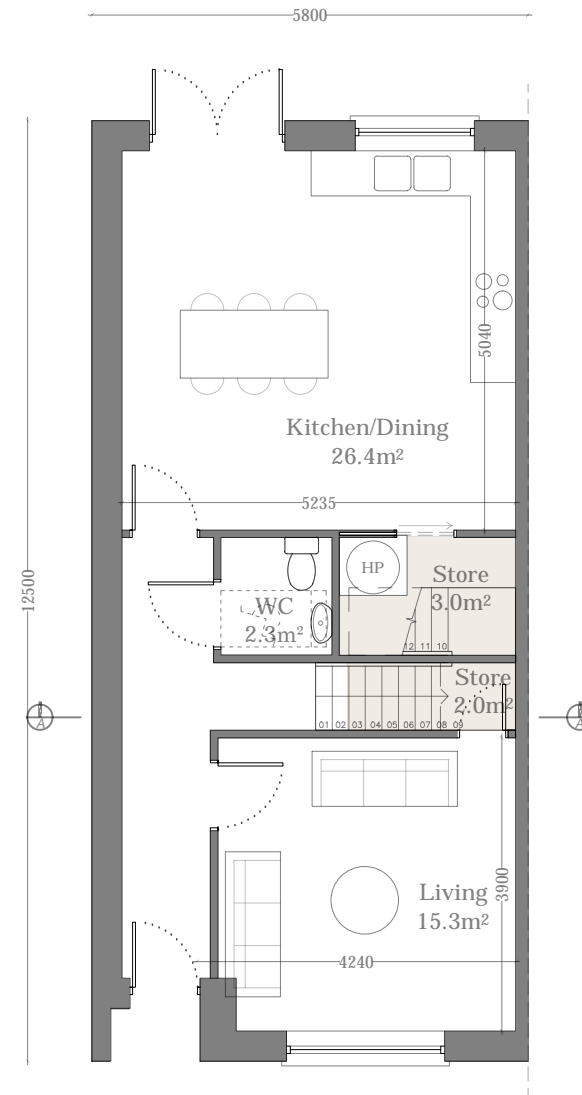 5800
12500
5040
Kitchen/Dining
26.4m²
5235
HP
Store
3.0m²
WC
2.3m²
12 11 10
Store
2.0m²
01 02 03 04 05 06 07 08 09
A
A
3900
Living
15.3m²
4240